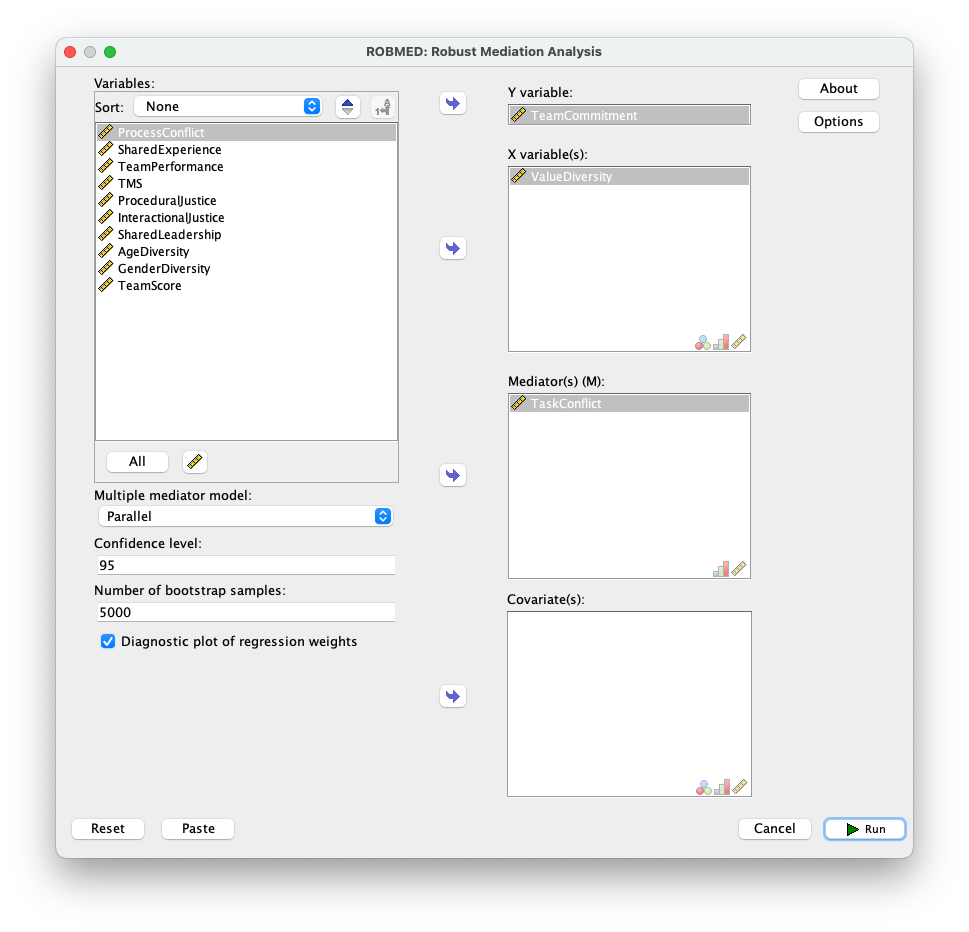 ROBMED: Robust Mediation Analysis
Variables:
Sort: None
ProcessConflict
SharedExperience
TeamPerformance
TMS
ProceduralJustice
InteractionalJustice
SharedLeadership
AgeDiversity
GenderDiversity
TeamScore
All
Multiple mediator model:
Parallel
Confidence level:
95
Number of bootstrap samples:
5000
Diagnostic plot of regression weights
Y variable:
TeamCommitment
X variable(s):
ValueDiversity
Mediator(s) (M):
TaskConflict
Covariate(s):
About
Options
Reset
Paste
Cancel
Run